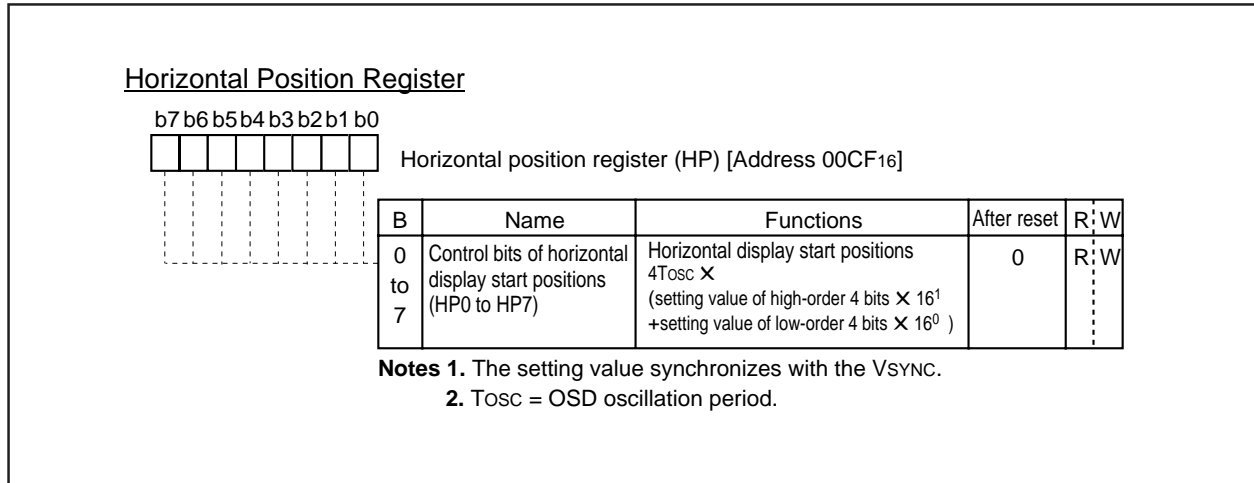 Horizontal Position Register
b7 b6 b5 b4 b3 b2 b1 b0
Horizontal position register (HP) [Address 00CF16]
B Name Functions After reset R W
0 to 7 Control bits of horizontal display start positions (HP0 to HP7) Horizontal display start positions 0 R W
4TOSC ×
(setting value of high-order 4 bits × 16¹
+setting value of low-order 4 bits × 16⁰ )
Notes 1. The setting value synchronizes with the VSYNC.
2. TOSC = OSD oscillation period.